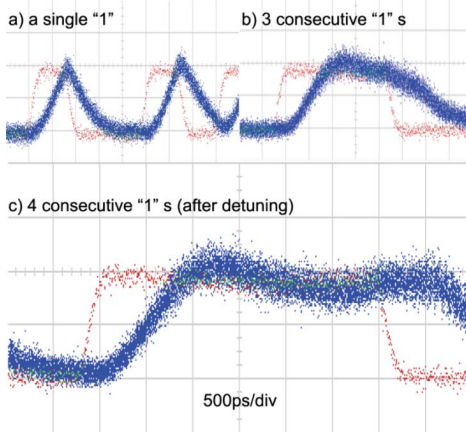 a) a single “1”
b) 3 consecutive “1” s
c) 4 consecutive “1” s (after detuning)
500ps/div